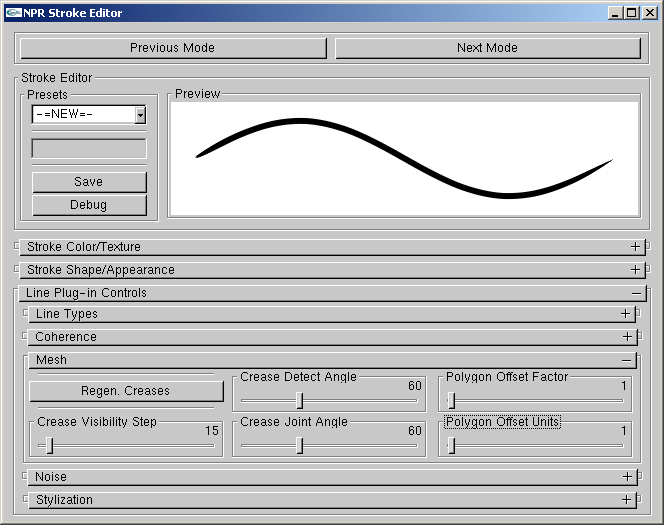 NPR Stroke Editor
Previous Mode Next Mode
Stroke Editor
Presets Preview
-=NEW=-
Save
Debug
Stroke Color/Texture +
Stroke Shape/Appearance +
Line Plug-in Controls -
Line Types +
Coherence +
Mesh -
Regen. Creases
Crease Detect Angle 60
Polygon Offset Factor 1
Crease Visibility Step 15
Crease Joint Angle 60
Polygon Offset Units 1
Noise +
Stylization +